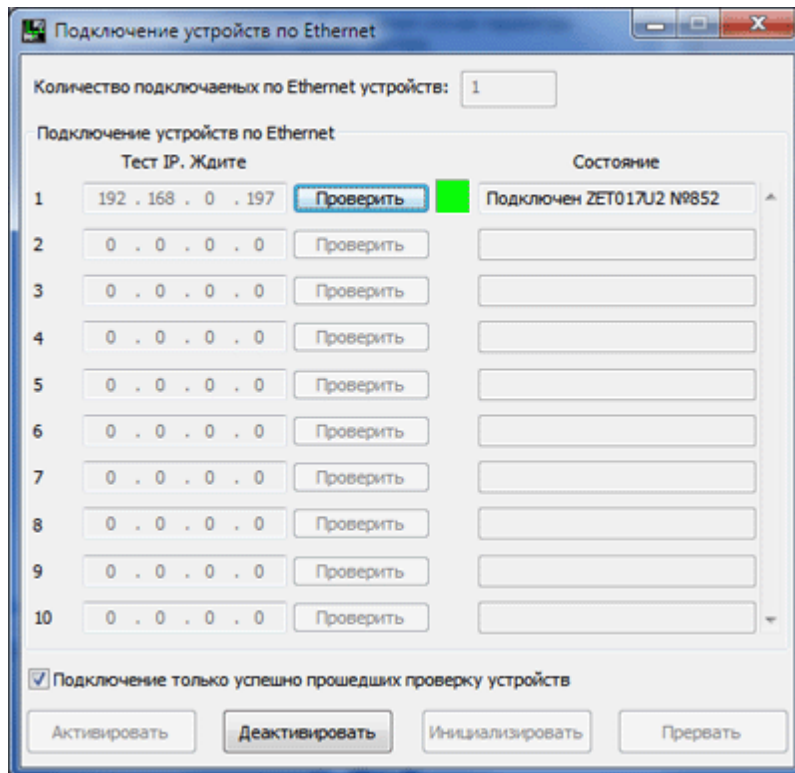 Подключение устройств по Ethernet
Количество подключаемых по Ethernet устройств: 1
Подключение устройств по Ethernet
Тест IP. Ждите Состояние
1 192 . 168 . 0 . 197 Проверить Подключен ZET017U2 №852
2 0 . 0 . 0 . 0 Проверить
3 0 . 0 . 0 . 0 Проверить
4 0 . 0 . 0 . 0 Проверить
5 0 . 0 . 0 . 0 Проверить
6 0 . 0 . 0 . 0 Проверить
7 0 . 0 . 0 . 0 Проверить
8 0 . 0 . 0 . 0 Проверить
9 0 . 0 . 0 . 0 Проверить
10 0 . 0 . 0 . 0 Проверить
Подключение только успешно прошедших проверку устройств
Активировать Деактивировать Инициализировать Прервать